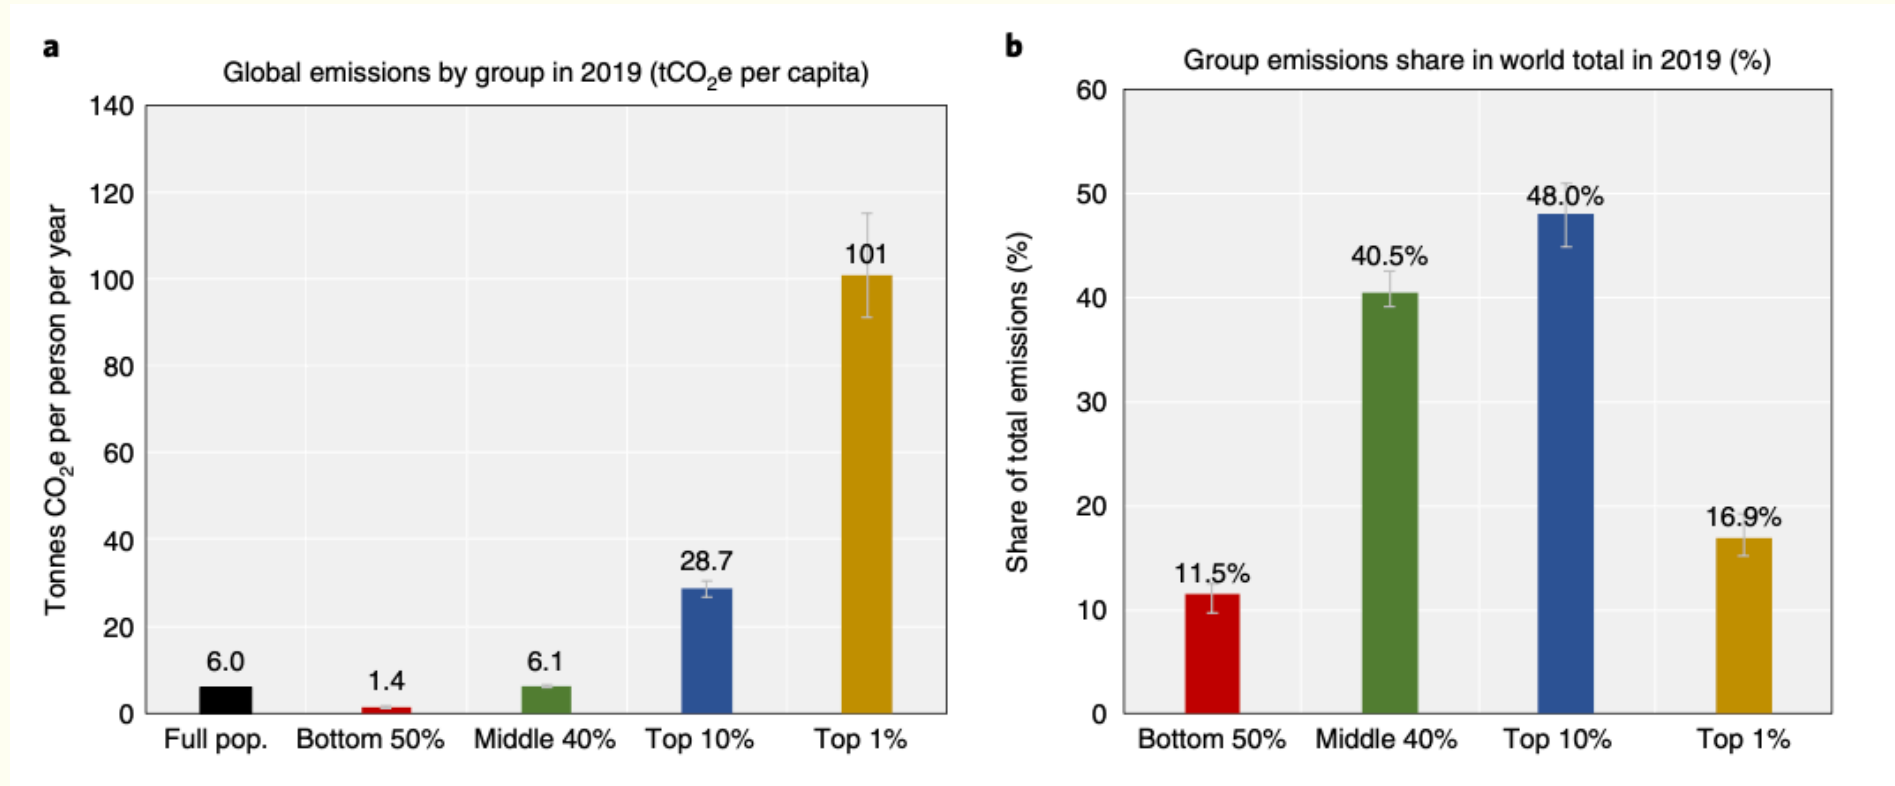 a
Global emissions by group in 2019 (tCO₂e per capita)
Tonnes CO₂e per person per year
140
120
100
80
60
40
20
0
6.0
1.4
6.1
28.7
101
Full pop.
Bottom 50%
Middle 40%
Top 10%
Top 1%
b
Group emissions share in world total in 2019 (%)
Share of total emissions (%)
60
50
40
30
20
10
0
11.5%
40.5%
48.0%
16.9%
Bottom 50%
Middle 40%
Top 10%
Top 1%